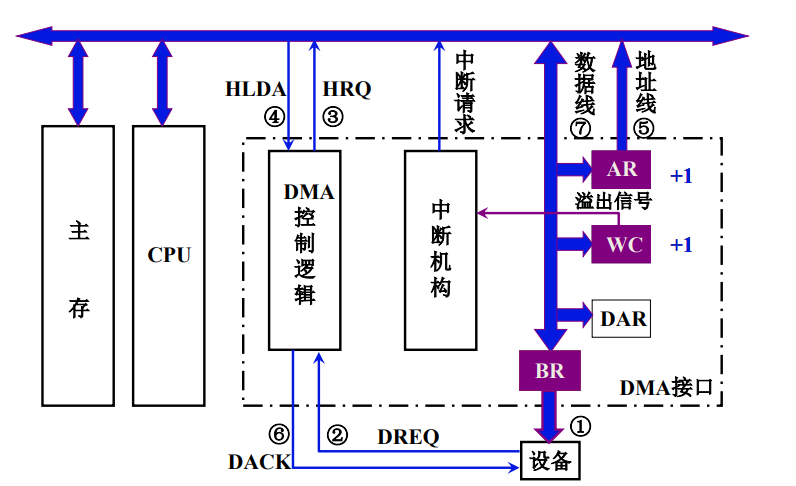 HLDA
④
HRQ
③
中断请求
数据线
⑦
地址线
⑤
主存
CPU
DMA
控制逻辑
中断机构
AR
+1
溢出信号
WC
+1
DAR
BR
DMA接口
⑥
②
DREQ
①
DACK
设备